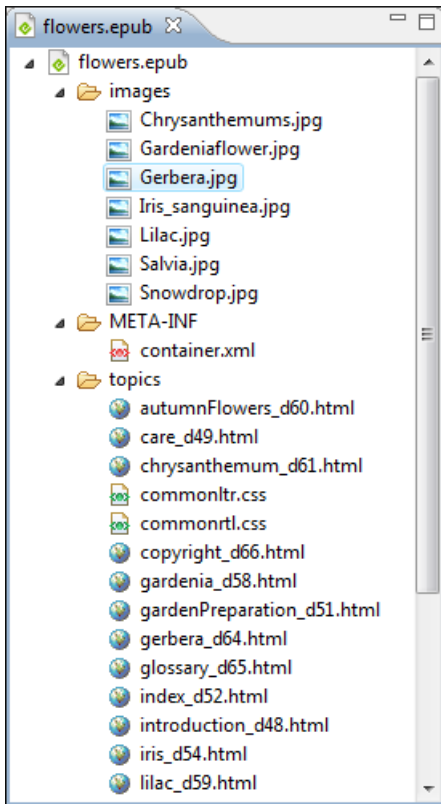 flowers.epub
flowers.epub
images
Chrysanthemums.jpg
Gardeniaflower.jpg
Gerbera.jpg
Iris_sanguinea.jpg
Lilac.jpg
Salvia.jpg
Snowdrop.jpg
META-INF
container.xml
topics
autumnFlowers_d60.html
care_d49.html
chrysanthemum_d61.html
commonltr.css
commonrtl.css
copyright_d66.html
gardenia_d58.html
gardenPreparation_d51.html
gerbera_d64.html
glossary_d65.html
index_d52.html
introduction_d48.html
iris_d54.html
lilac_d59.html